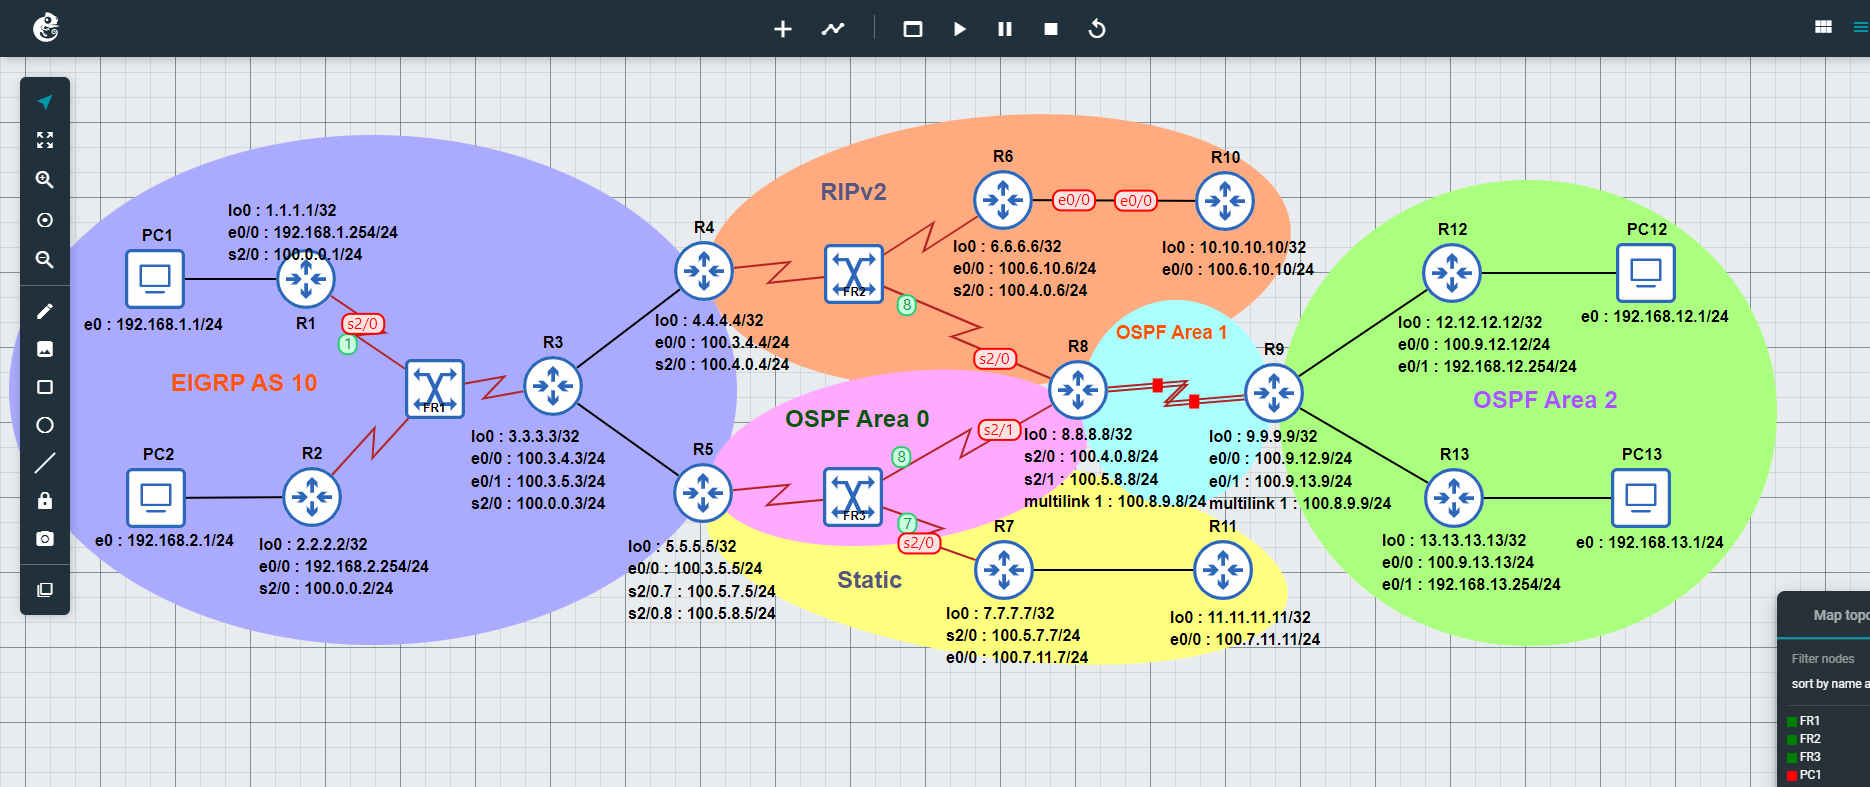 R6
R10
RIPv2
e0/0
e0/0
lo0 : 1.1.1.1/32
e0/0 : 192.168.1.254/24
s2/0 : 100.0.0.1/24
PC1
R1
e0 : 192.168.1.1/24
s2/0
1
R4
FR2
8
lo0 : 6.6.6.6/32
e0/0 : 100.6.10.6/24
s2/0 : 100.4.0.6/24
lo0 : 10.10.10.10/32
e0/0 : 100.6.10.10/24
R12
PC12
e0 : 192.168.12.1/24
lo0 : 4.4.4.4/32
e0/0 : 100.3.4.4/24
s2/0 : 100.4.0.4/24
s2/0
OSPF Area 1
R8
R9
lo0 : 12.12.12.12/32
e0/0 : 100.9.12.12/24
e0/1 : 192.168.12.254/24
EIGRP AS 10
FR1
R3
OSPF Area 0
OSPF Area 2
lo0 : 3.3.3.3/32
e0/0 : 100.3.4.3/24
e0/1 : 100.3.5.3/24
s2/0 : 100.0.0.3/24
s2/1
8
lo0 : 8.8.8.8/32
s2/0 : 100.4.0.8/24
s2/1 : 100.5.8.8/24
multilink 1 : 100.8.9.8/24
lo0 : 9.9.9.9/32
e0/0 : 100.9.12.9/24
e0/1 : 100.9.13.9/24
multilink 1 : 100.8.9.9/24
PC2
R2
e0 : 192.168.2.1/24
lo0 : 2.2.2.2/32
e0/0 : 192.168.2.254/24
s2/0 : 100.0.0.2/24
R5
FR3
7
s2/0
R7
R11
R13
PC13
e0 : 192.168.13.1/24
lo0 : 13.13.13.13/32
e0/0 : 100.9.13.13/24
e0/1 : 192.168.13.254/24
lo0 : 5.5.5.5/32
e0/0 : 100.3.5.5/24
s2/0.7 : 100.5.7.5/24
s2/0.8 : 100.5.8.5/24
Static
lo0 : 7.7.7.7/32
s2/0 : 100.5.7.7/24
e0/0 : 100.7.11.7/24
lo0 : 11.11.11.11/32
e0/0 : 100.7.11.11/24
Map topo
Filter nodes
sort by name a
FR1
FR2
FR3
PC1